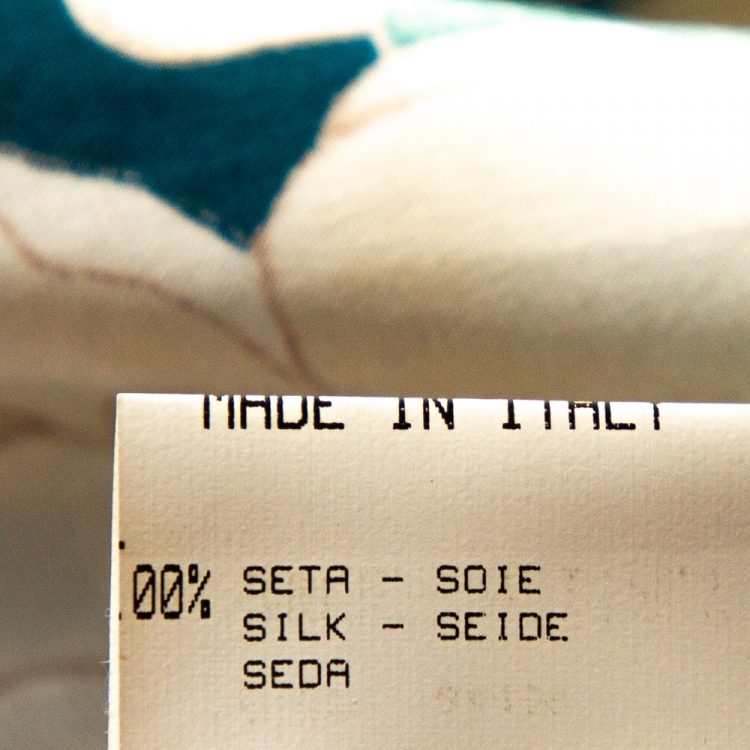 MADE IN ITALY
00% SETA - SOIE
SILK - SEIDE
SEDA